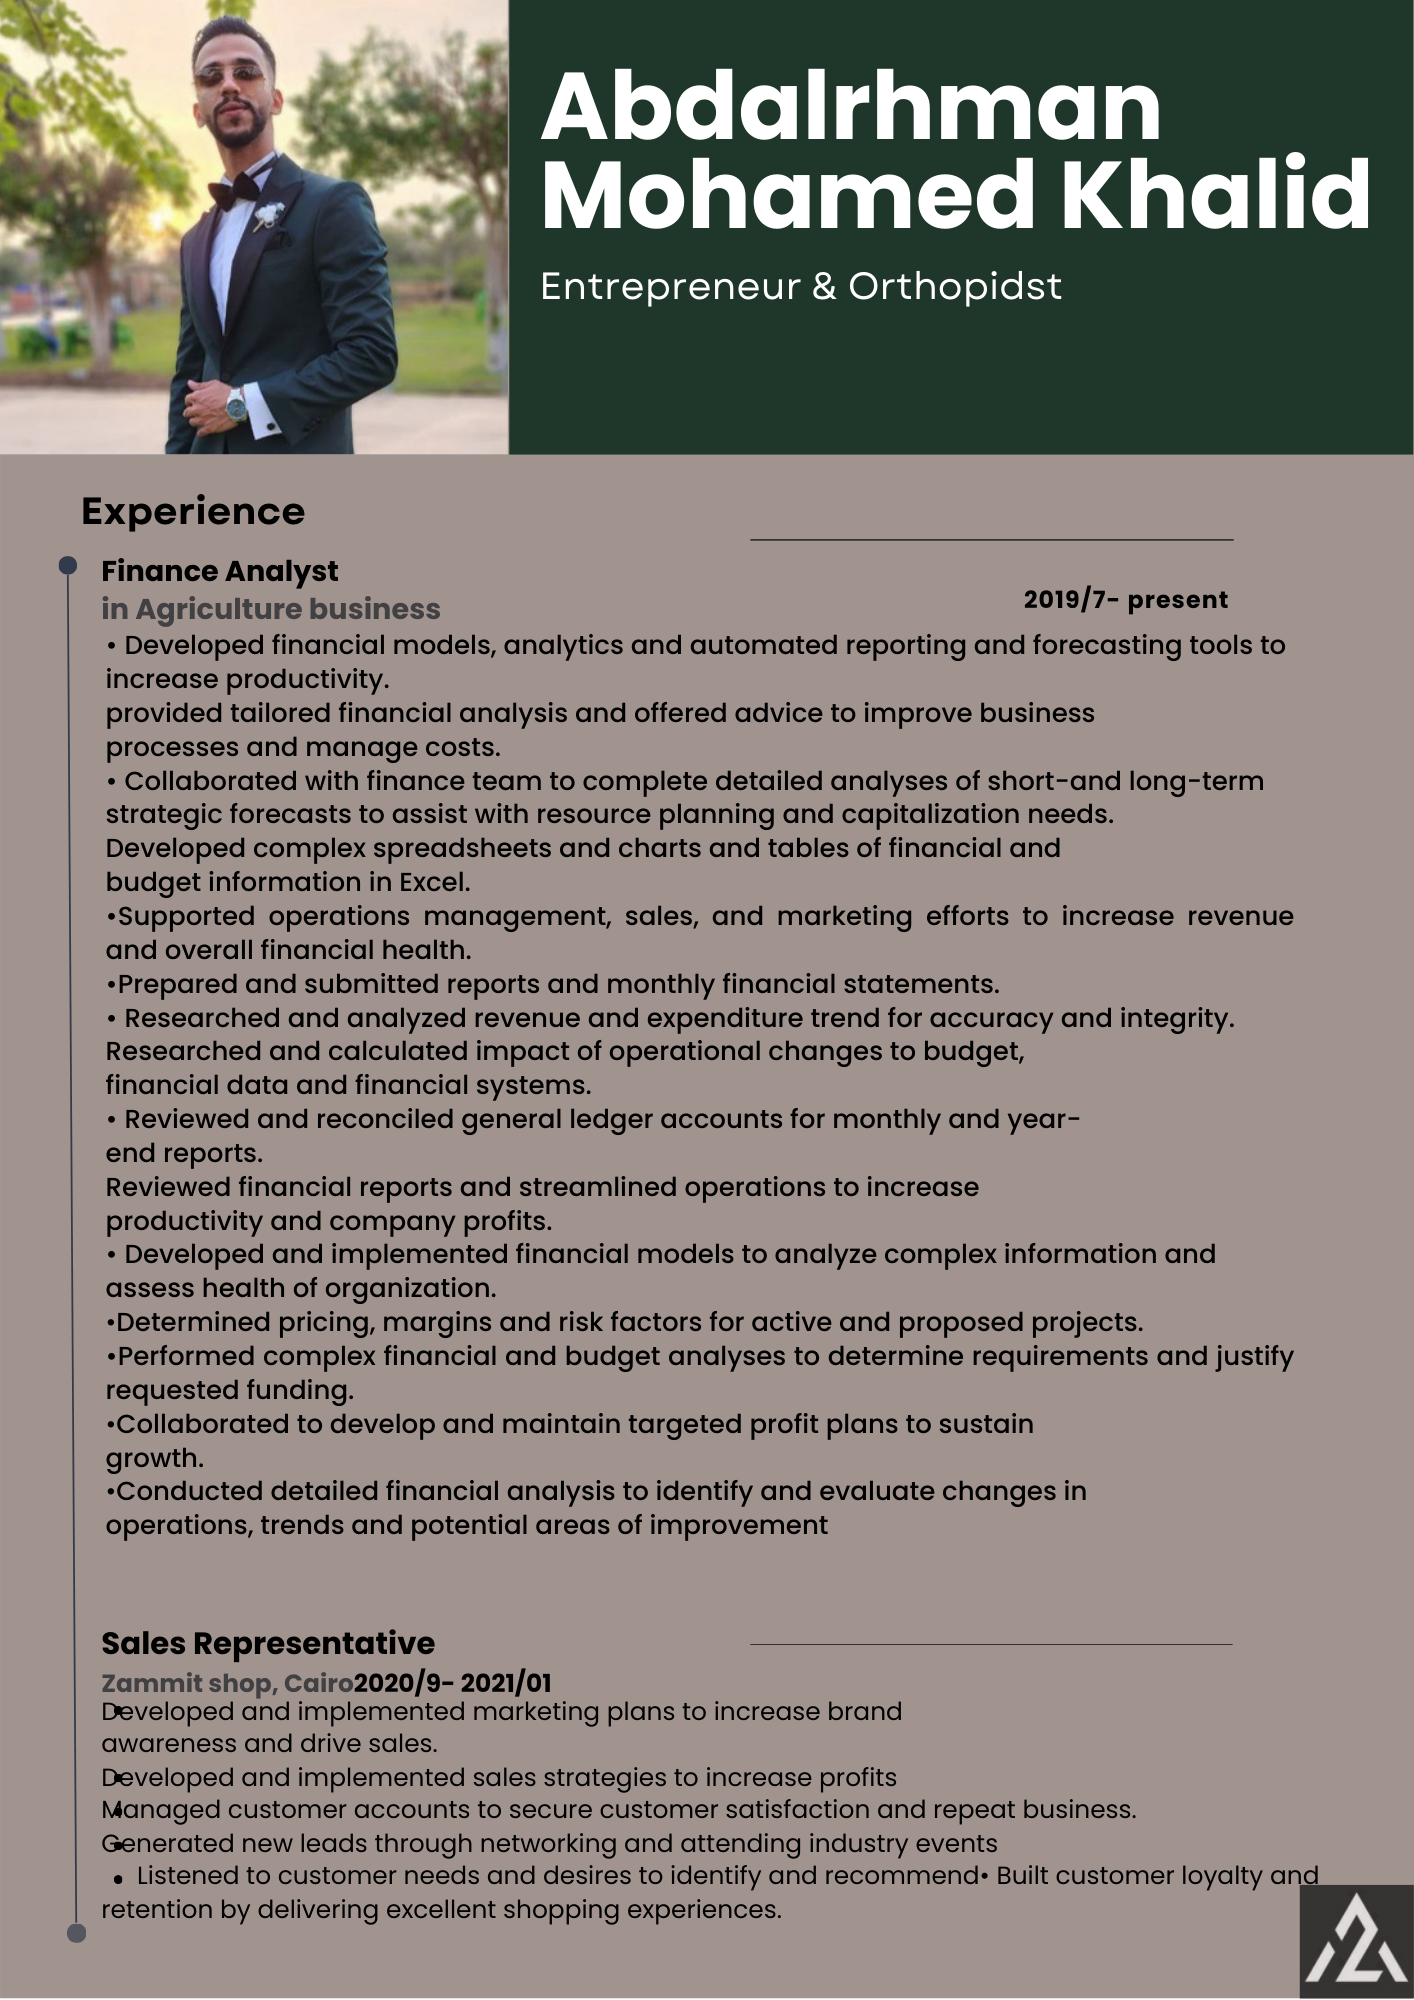 Abdalrhman
Mohamed Khalid
Entrepreneur & Orthopidst
Experience
Finance Analyst
in Agriculture business
2019/7- present
• Developed financial models, analytics and automated reporting and forecasting tools to
increase productivity.
provided tailored financial analysis and offered advice to improve business
processes and manage costs.
• Collaborated with finance team to complete detailed analyses of short-and long-term
strategic forecasts to assist with resource planning and capitalization needs.
Developed complex spreadsheets and charts and tables of financial and
budget information in Excel.
•Supported operations management, sales, and marketing efforts to increase revenue
and overall financial health.
•Prepared and submitted reports and monthly financial statements.
• Researched and analyzed revenue and expenditure trend for accuracy and integrity.
Researched and calculated impact of operational changes to budget,
financial data and financial systems.
• Reviewed and reconciled general ledger accounts for monthly and year-
end reports.
Reviewed financial reports and streamlined operations to increase
productivity and company profits.
• Developed and implemented financial models to analyze complex information and
assess health of organization.
•Determined pricing, margins and risk factors for active and proposed projects.
•Performed complex financial and budget analyses to determine requirements and justify
requested funding.
•Collaborated to develop and maintain targeted profit plans to sustain
growth.
•Conducted detailed financial analysis to identify and evaluate changes in
operations, trends and potential areas of improvement
Sales Representative
Zammit shop, Cairo2020/9- 2021/01
• Developed and implemented marketing plans to increase brand
awareness and drive sales.
• Developed and implemented sales strategies to increase profits
• Managed customer accounts to secure customer satisfaction and repeat business.
• Generated new leads through networking and attending industry events
• Listened to customer needs and desires to identify and recommend• Built customer loyalty and
retention by delivering excellent shopping experiences.